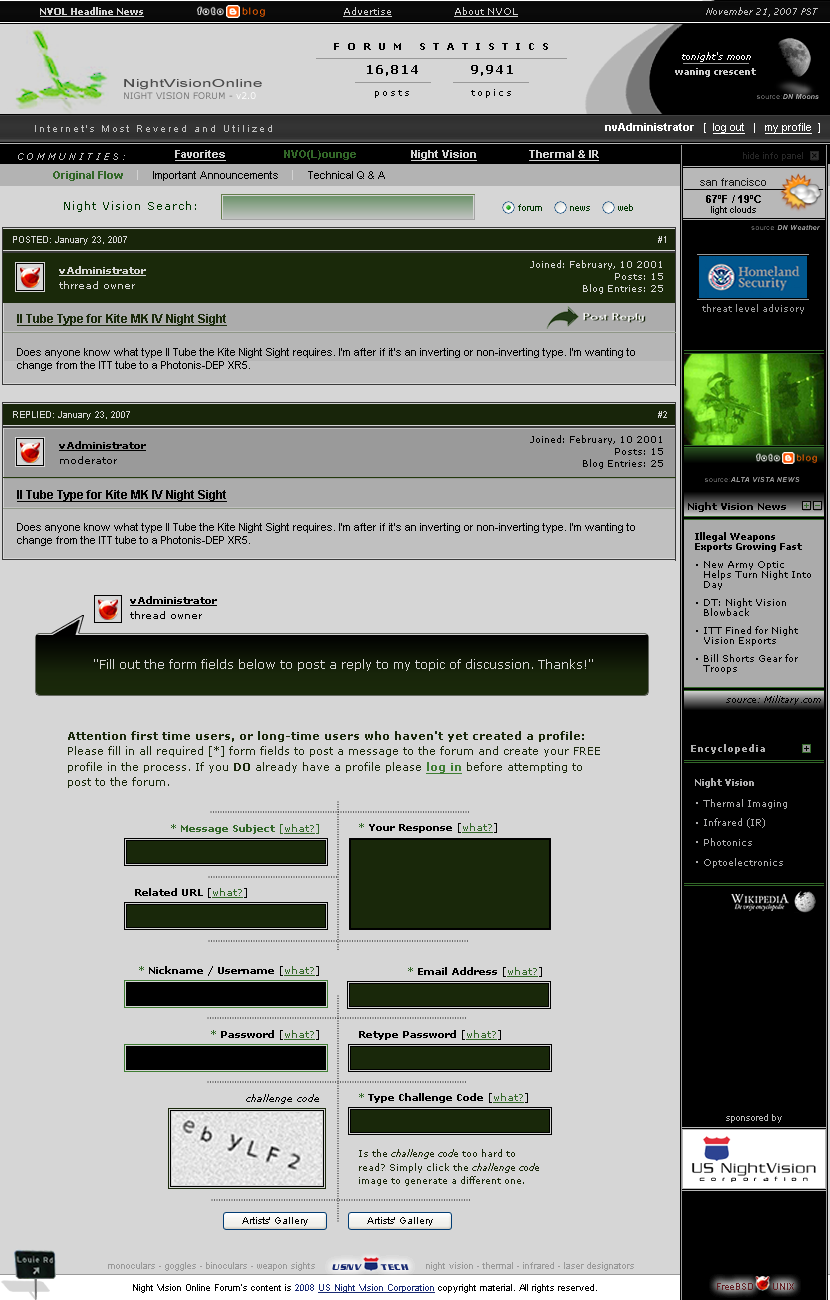 NVOL Headline News
foto blog
Advertise
About NVOL
November 21, 2007 PST
NightVisionOnline
NIGHT VISION FORUM - v2.0
FORUM STATISTICS
16,814
posts
9,941
topics
tonight's moon
waning crescent
source DN Moons
Internet's Most Revered and Utilized
nvAdministrator [ log out | my profile ]
COMMUNITIES:
Favorites
NVO(L)ounge
Night Vision
Thermal & IR
hide info panel
Original Flow
Important Announcements
Technical Q & A
Night Vision Search:
forum
news
web
POSTED: January 23, 2007
#1
vAdministrator
thrread owner
Joined: February, 10 2001
Posts: 15
Blog Entries: 25
II Tube Type for Kite MK IV Night Sight
Post Reply
Does anyone know what type II Tube the Kite Night Sight requires. I'm after if it's an inverting or non-inverting type. I'm wanting to
change from the ITT tube to a Photonis-DEP XR5.
REPLIED: January 23, 2007
#2
vAdministrator
moderator
Joined: February, 10 2001
Posts: 15
Blog Entries: 25
II Tube Type for Kite MK IV Night Sight
Does anyone know what type II Tube the Kite Night Sight requires. I'm after if it's an inverting or non-inverting type. I'm wanting to
change from the ITT tube to a Photonis-DEP XR5.
vAdministrator
thread owner
"Fill out the form fields below to post a reply to my topic of discussion. Thanks!"
Attention first time users, or long-time users who haven't yet created a profile:
Please fill in all required [*] form fields to post a message to the forum and create your FREE
profile in the process. If you DO already have a profile please log in before attempting to
post to the forum.
* Message Subject [what?]
* Your Response [what?]
Related URL [what?]
* Nickname / Username [what?]
* Email Address [what?]
* Password [what?]
Retype Password [what?]
challenge code
* Type Challenge Code [what?]
ebyLF2
Is the challenge code too hard to
read? Simply click the challenge code
image to generate a different one.
Artists' Gallery
Artists' Gallery
san francisco
67ºF / 19ºC
light clouds
source DN Weather
Homeland
Security
threat level advisory
foto blog
source ALTA VISTA NEWS
Night Vision News
Illegal Weapons
Exports Growing Fast
• New Army Optic
Helps Turn Night Into
Day
• DT: Night Vision
Blowback
• ITT Fined for Night
Vision Exports
• Bill Shorts Gear for
Troops
source: Military.com
Encyclopedia
Night Vision
• Thermal Imaging
• Infrared (IR)
• Photonics
• Optoelectronics
WIKIPEDIA
De vrije encyclopedie
sponsored by
US NightVision
corporation
FreeBSD UNIX
Louie Rd
monoculars - goggles - binoculars - weapon sights
USNV TECH
night vision - thermal - infrared - laser designators
Night Vision Online Forum's content is 2008 US Night Vision Corporation copyright material. All rights reserved.